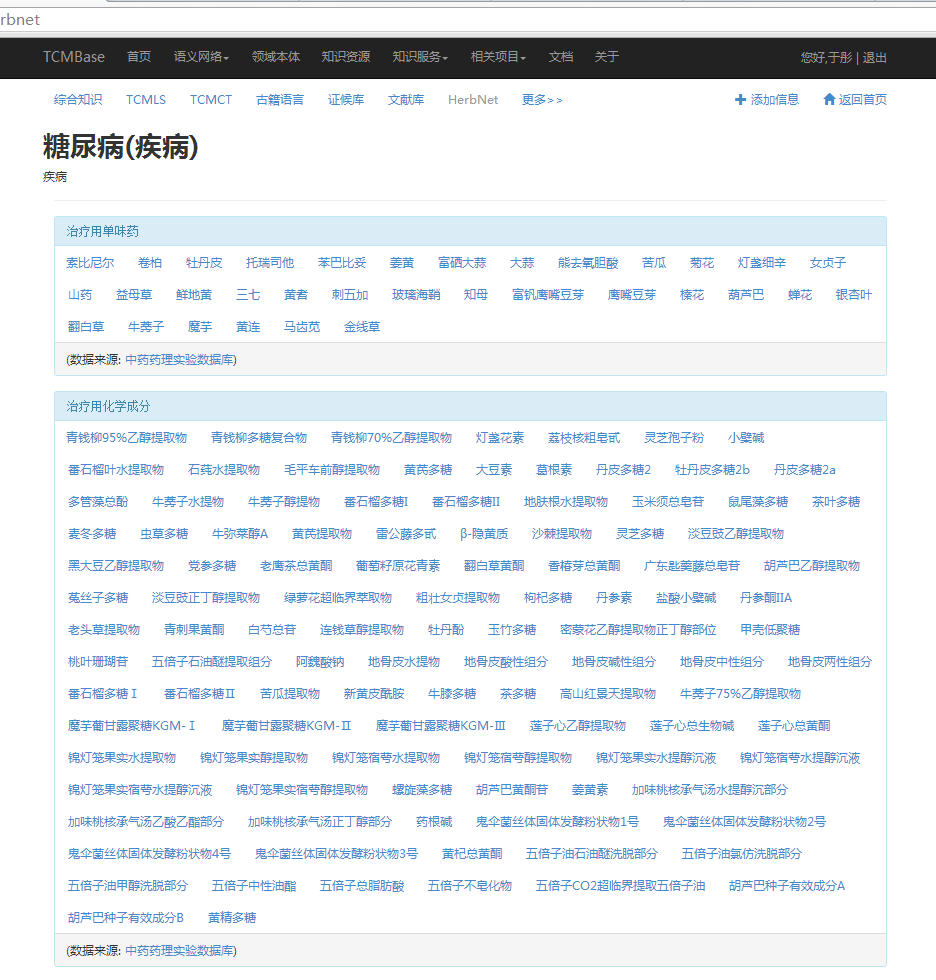 rbnet
TCMBase 首页 语义网络 领域本体 知识资源 知识服务 相关项目 文档 关于 您好,于彤 | 退出
综合知识 TCMLS TCMCT 古籍语言 证候库 文献库 HerbNet 更多>> 添加信息 返回首页
糖尿病(疾病)
疾病
治疗用单味药
索比尼尔 卷柏 牡丹皮 托瑞司他 苯巴比妥 姜黄 富硒大蒜 大蒜 熊去氧胆酸 苦瓜 菊花 灯盏细辛 女贞子
山药 益母草 鲜地黄 三七 黄耆 刺五加 玻璃海鞘 知母 富钒鹰嘴豆芽 鹰嘴豆芽 榛花 葫芦巴 蝉花 银杏叶
翻白草 牛蒡子 魔芋 黄连 马齿苋 金线草
(数据来源: 中药药理实验数据库)
治疗用化学成分
青钱柳95%乙醇提取物 青钱柳多糖复合物 青钱柳70%乙醇提取物 灯盏花素 荔枝核粗皂甙 灵芝孢子粉 小檗碱
番石榴叶水提取物 石莼水提取物 毛平车前醇提取物 黄芪多糖 大豆素 葛根素 丹皮多糖2 牡丹皮多糖2b 丹皮多糖2a
多管藻总酚 牛蒡子水提物 牛蒡子醇提物 番石榴多糖I 番石榴多糖II 地肤根水提取物 玉米须总皂苷 鼠尾藻多糖 茶叶多糖
麦冬多糖 虫草多糖 牛弥菜醇A 黄芪提取物 雷公藤多甙 β-隐黄质 沙棘提取物 灵芝多糖 淡豆豉乙醇提取物
黑大豆乙醇提取物 党参多糖 老鹰茶总黄酮 葡萄籽原花青素 翻白草黄酮 香椿芽总黄酮 广东匙羹藤总皂苷 胡芦巴乙醇提取物
菟丝子多糖 淡豆豉正丁醇提取物 绿萝花超临界萃取物 粗壮女贞提取物 枸杞多糖 丹参素 盐酸小檗碱 丹参酮IIA
老头草提取物 青刺果黄酮 白芍总苷 连钱草醇提取物 牡丹酚 玉竹多糖 密蒙花乙醇提取物正丁醇部位 甲壳低聚糖
桃叶珊瑚苷 五倍子石油醚提取组分 阿魏酸钠 地骨皮水提物 地骨皮酸性组分 地骨皮碱性组分 地骨皮中性组分 地骨皮两性组分
番石榴多糖Ⅰ 番石榴多糖Ⅱ 苦瓜提取物 新黄皮酰胺 牛膝多糖 茶多糖 高山红景天提取物 牛蒡子75%乙醇提取物
魔芋葡甘露聚糖KGM-Ⅰ 魔芋葡甘露聚糖KGM-Ⅱ 魔芋葡甘露聚糖KGM-Ⅲ 莲子心乙醇提取物 莲子心总生物碱 莲子心总黄酮
锦灯笼果实水提取物 锦灯笼果实醇提取物 锦灯笼宿萼水提取物 锦灯笼宿萼醇提取物 锦灯笼果实水提醇沉液 锦灯笼宿萼水提醇沉液
锦灯笼果实宿萼水提醇沉液 锦灯笼果实宿萼醇提取物 螺旋藻多糖 胡芦巴黄酮苷 姜黄素 加味桃核承气汤水提醇沉部分
加味桃核承气汤乙酸乙酯部分 加味桃核承气汤正丁醇部分 药根碱 鬼伞菌丝体固体发酵粉状物1号 鬼伞菌丝体固体发酵粉状物2号
鬼伞菌丝体固体发酵粉状物4号 鬼伞菌丝体固体发酵粉状物3号 黄杞总黄酮 五倍子油石油醚洗脱部分 五倍子油氯仿洗脱部分
五倍子油甲醇洗脱部分 五倍子中性油酯 五倍子总脂肪酸 五倍子不皂化物 五倍子CO2超临界提取五倍子油 胡芦巴种子有效成分A
胡芦巴种子有效成分B 黄精多糖
(数据来源: 中药药理实验数据库)